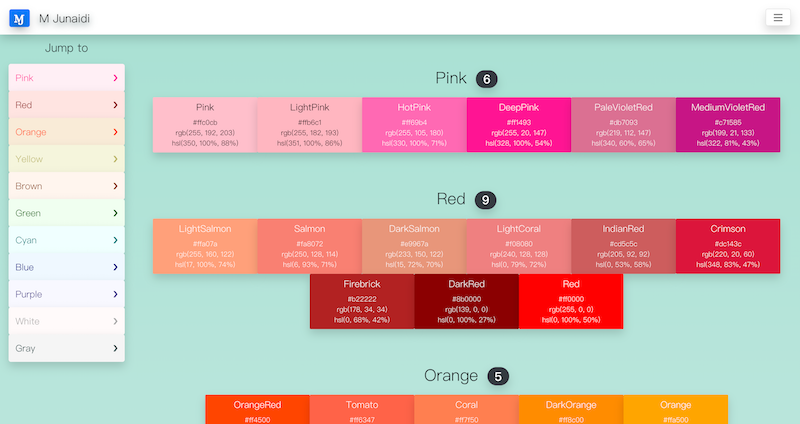 M M Junaidi
Jump to
Pink
Red
Orange
Yellow
Brown
Green
Cyan
Blue
Purple
White
Gray
Pink 6
Pink
#ffc0cb
rgb(255, 192, 203)
hsl(350, 100%, 88%)
LightPink
#ffb6c1
rgb(255, 182, 193)
hsl(351, 100%, 86%)
HotPink
#ff69b4
rgb(255, 105, 180)
hsl(330, 100%, 71%)
DeepPink
#ff1493
rgb(255, 20, 147)
hsl(328, 100%, 54%)
PaleVioletRed
#db7093
rgb(219, 112, 147)
hsl(340, 60%, 65%)
MediumVioletRed
#c71585
rgb(199, 21, 133)
hsl(322, 81%, 43%)
Red 9
LightSalmon
#ffa07a
rgb(255, 160, 122)
hsl(17, 100%, 74%)
Salmon
#fa8072
rgb(250, 128, 114)
hsl(6, 93%, 71%)
DarkSalmon
#e9967a
rgb(233, 150, 122)
hsl(15, 72%, 70%)
LightCoral
#f08080
rgb(240, 128, 128)
hsl(0, 79%, 72%)
IndianRed
#cd5c5c
rgb(205, 92, 92)
hsl(0, 53%, 58%)
Crimson
#dc143c
rgb(220, 20, 60)
hsl(348, 83%, 47%)
Firebrick
#b22222
rgb(178, 34, 34)
hsl(0, 68%, 42%)
DarkRed
#8b0000
rgb(139, 0, 0)
hsl(0, 100%, 27%)
Red
#ff0000
rgb(255, 0, 0)
hsl(0, 100%, 50%)
Orange 5
OrangeRed
#ff4500
Tomato
#ff6347
Coral
#ff7f50
DarkOrange
#ff8c00
Orange
#ffa500